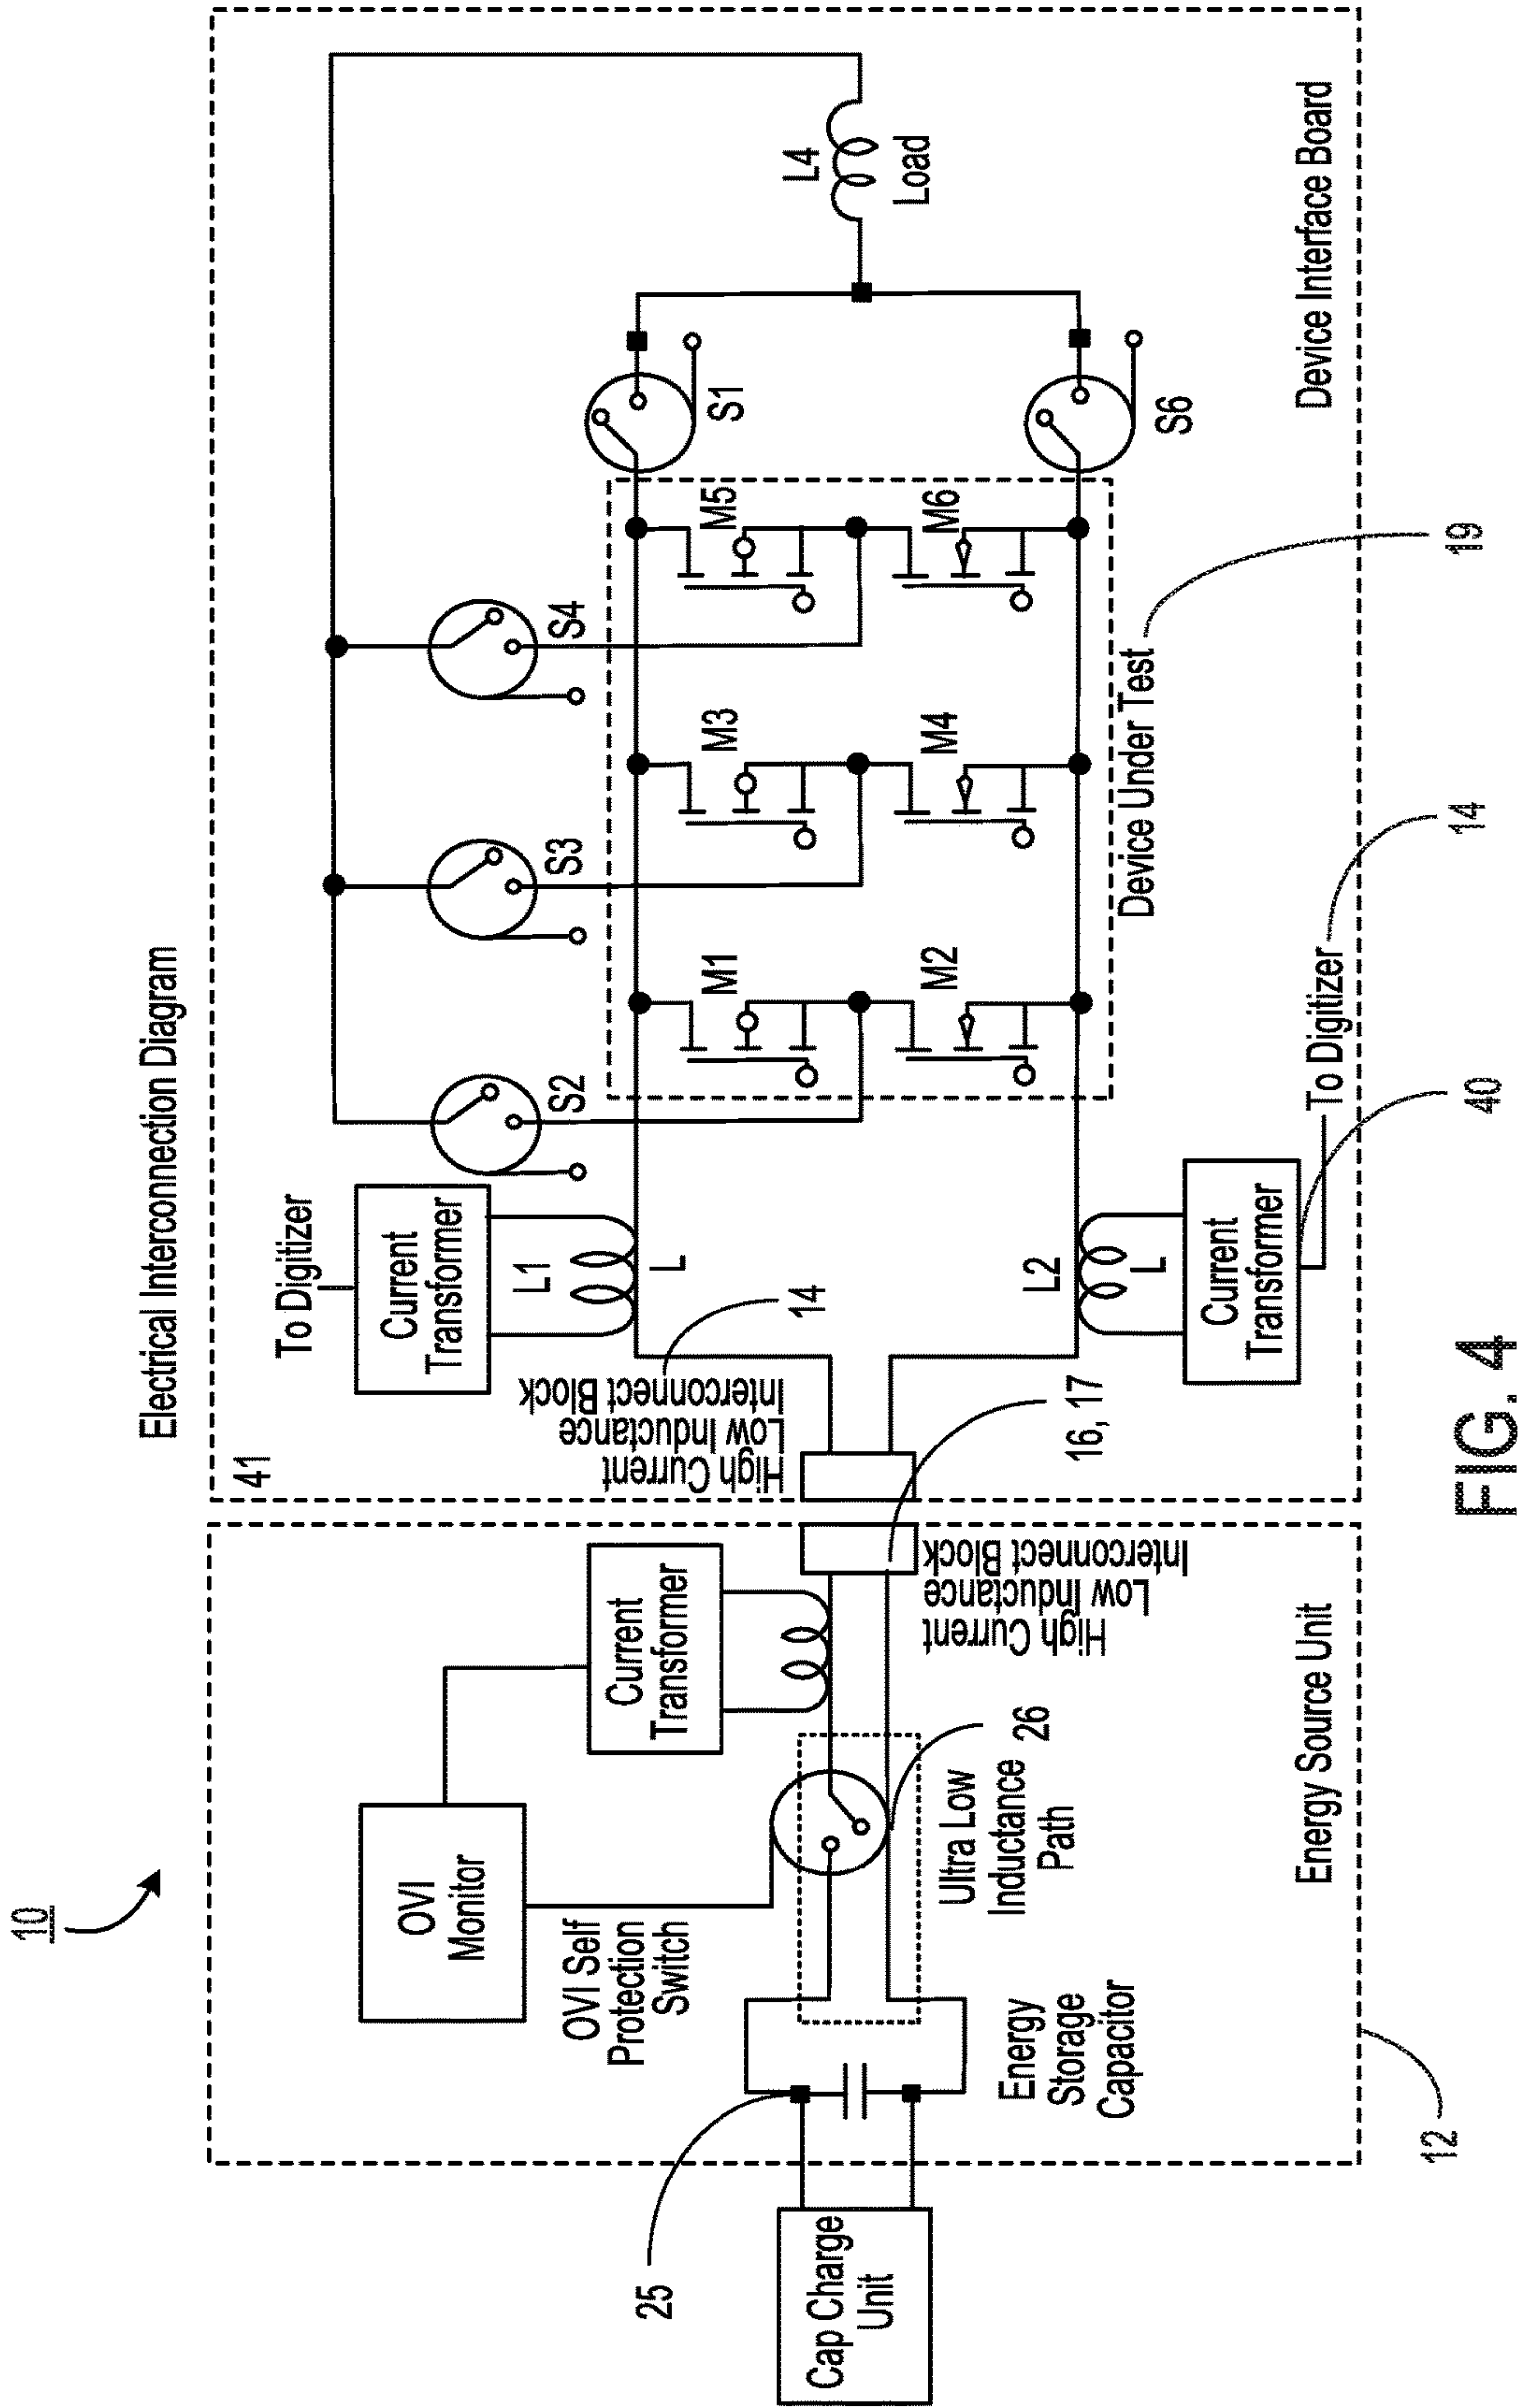 10
Electrical Interconnection Diagram
41
To Digitizer
Current
Transformer
L1
L
S2
S3
S4
High Current
Low Inductance
Interconnect Block
14
M1
M3
M5
M2
M4
M6
S1
S6
L4
Load
Device Under Test
19
L2
L
Current
Transformer
40
To Digitizer
14
Device Interface Board
OVI
Monitor
Current
Transformer
OVI Self
Protection
Switch
High Current
Low Inductance
Interconnect Block
16, 17
26
Ultra Low
Inductance
Path
25
Cap Charge
Unit
Energy
Storage
Capacitor
Energy Source Unit
12
FIG. 4